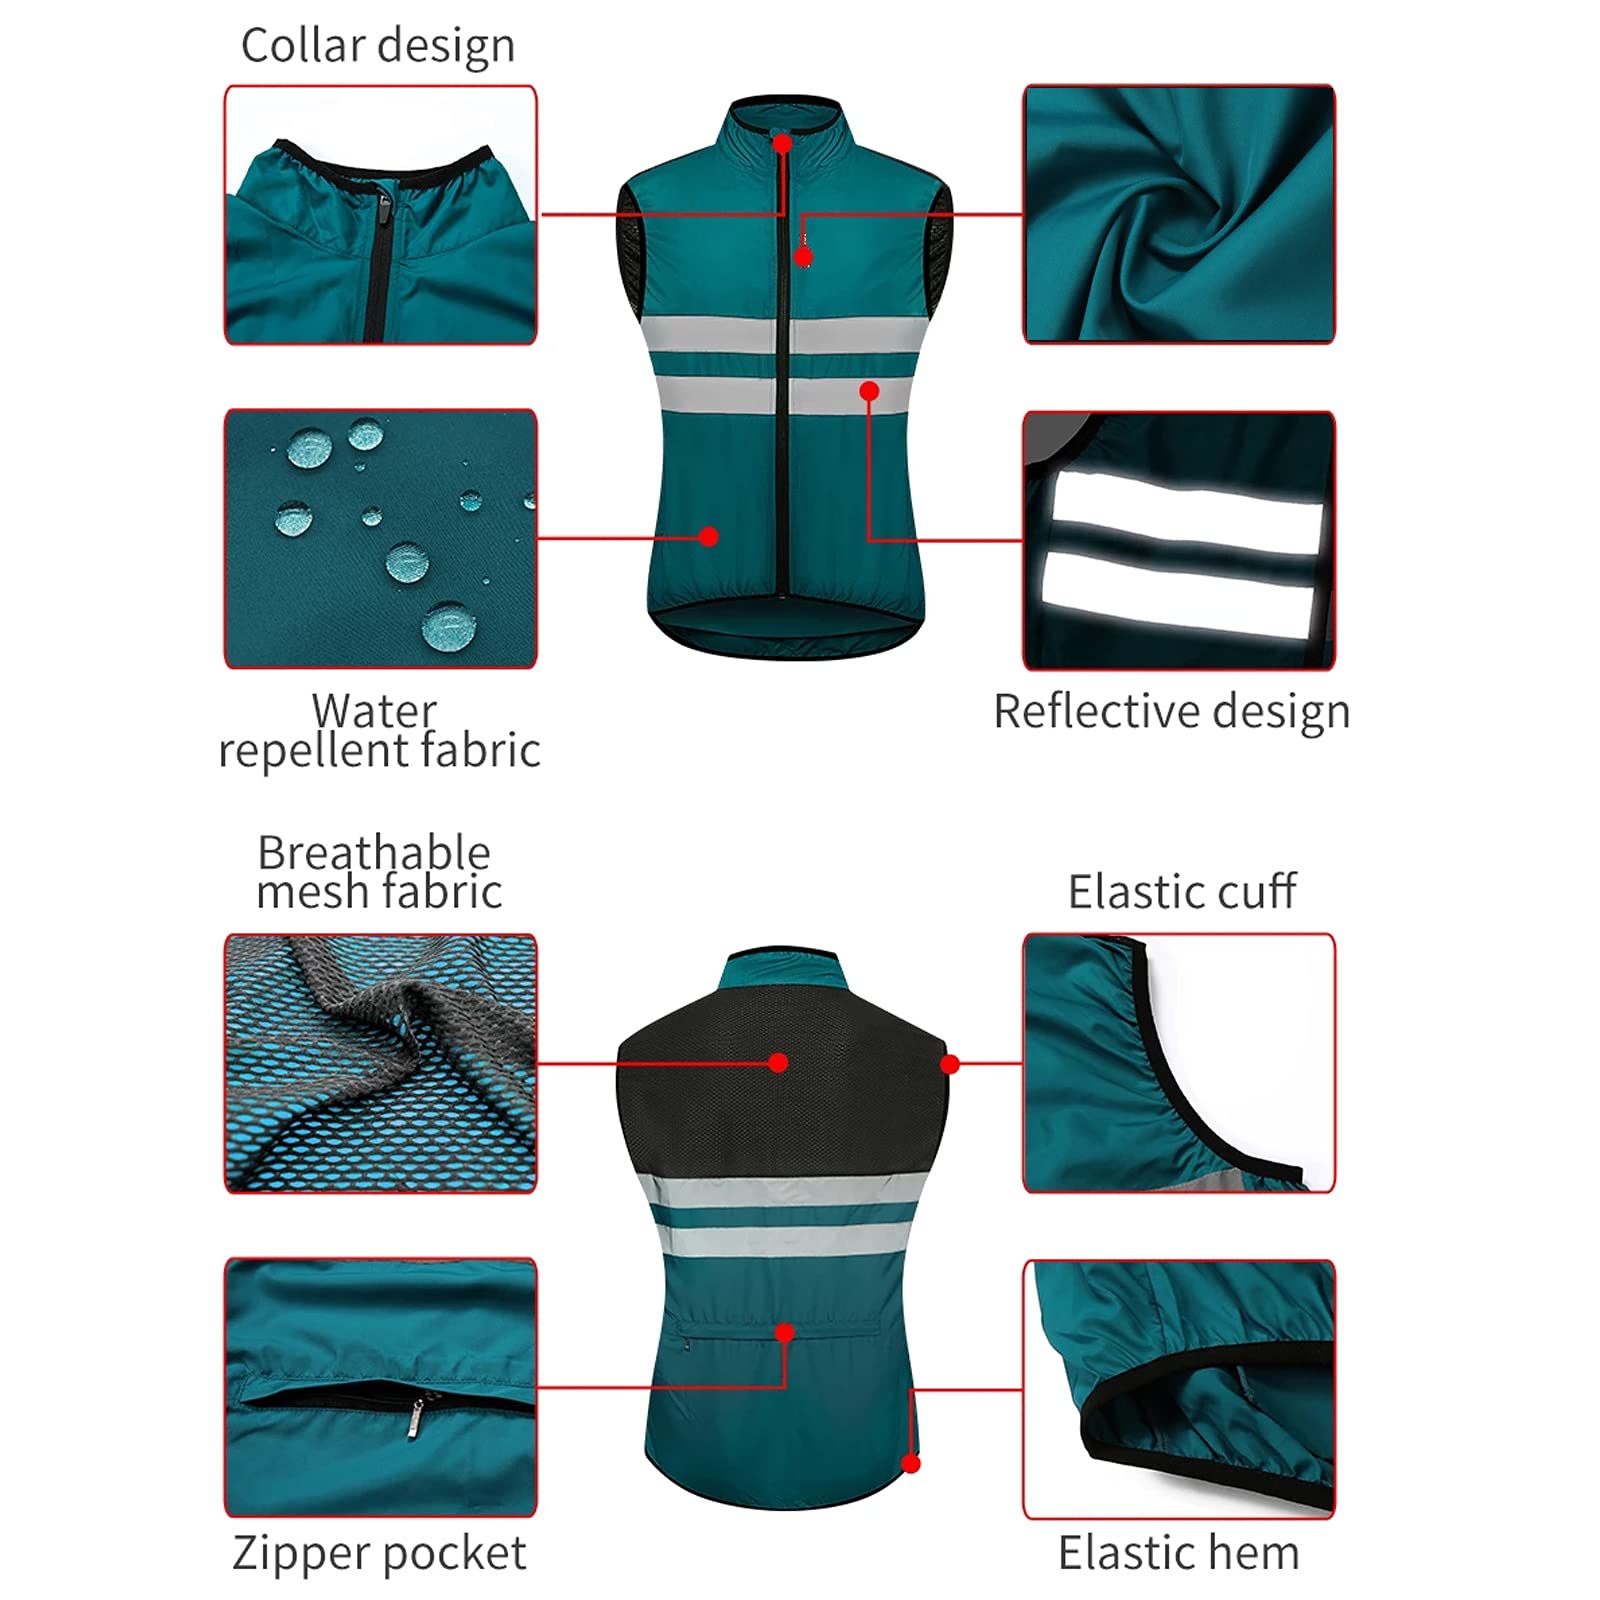 Collar design
Water
repellent fabric
Reflective design
Breathable
mesh fabric
Elastic cuff
Zipper pocket
Elastic hem